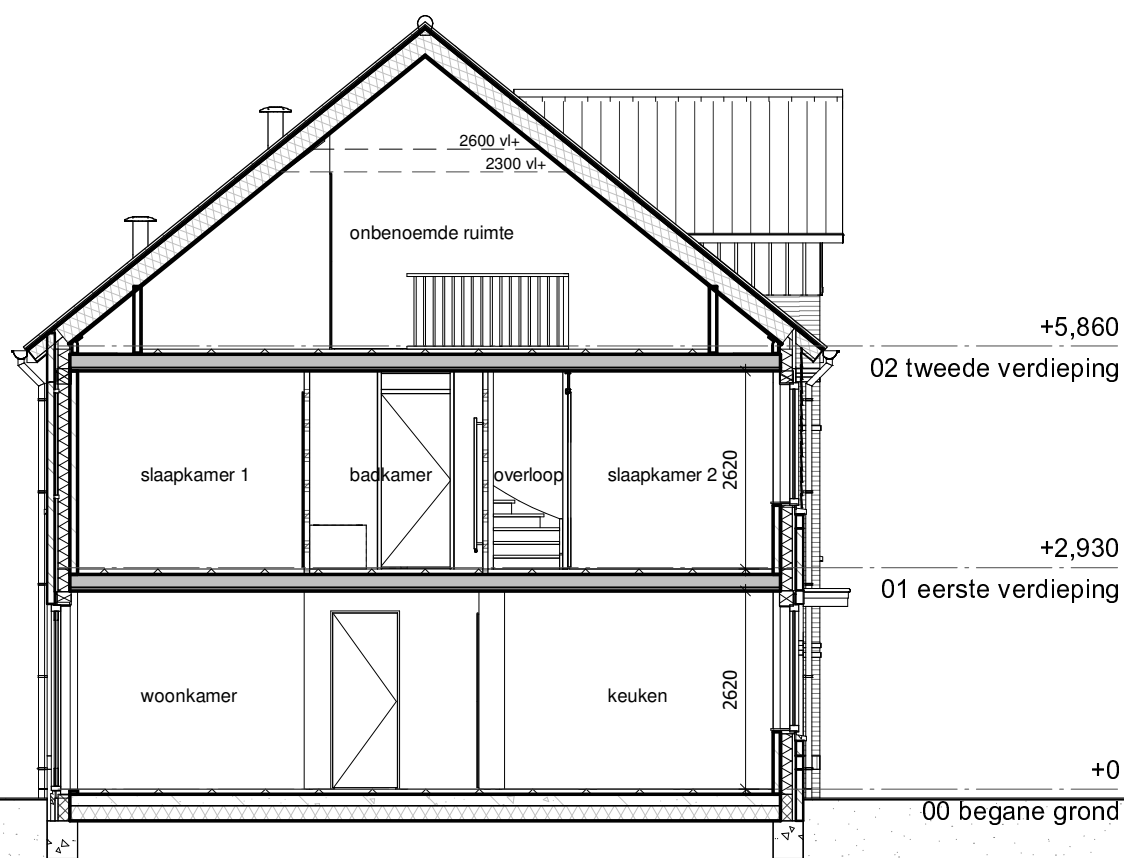 2600 vl+
2300 vl+
onbenoemde ruimte
+5,860
02 tweede verdieping
slaapkamer 1
badkamer
overloop
slaapkamer 2
2620
+2,930
01 eerste verdieping
woonkamer
keuken
2620
+0
00 begane grond